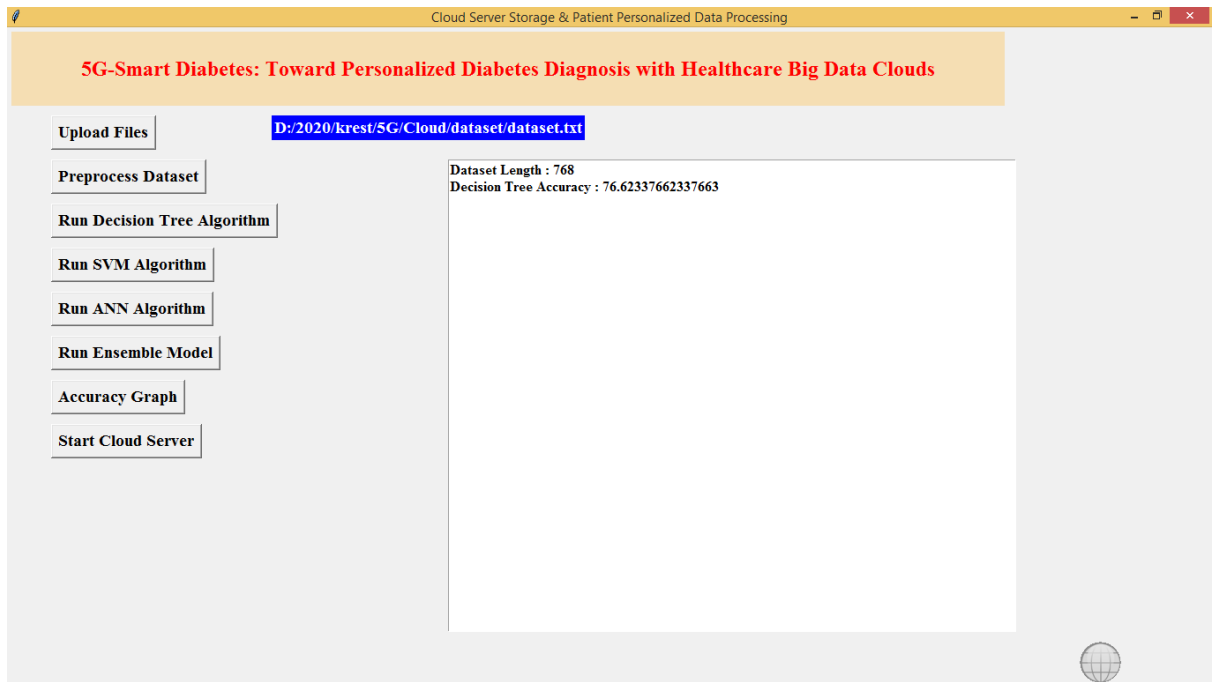 Cloud Server Storage & Patient Personalized Data Processing
5G-Smart Diabetes: Toward Personalized Diabetes Diagnosis with Healthcare Big Data Clouds
Upload Files
D:/2020/krest/5G/Cloud/dataset/dataset.txt
Preprocess Dataset
Dataset Length : 768
Decision Tree Accuracy : 76.62337662337663
Run Decision Tree Algorithm
Run SVM Algorithm
Run ANN Algorithm
Run Ensemble Model
Accuracy Graph
Start Cloud Server